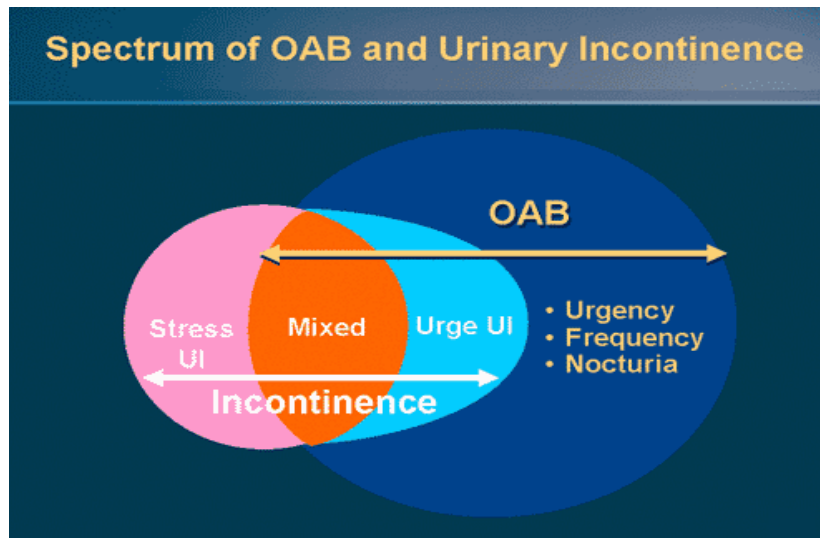 Spectrum of OAB and Urinary Incontinence
OAB
Stress
UI
Mixed
Urge UI
• Urgency
• Frequency
• Nocturia
Incontinence